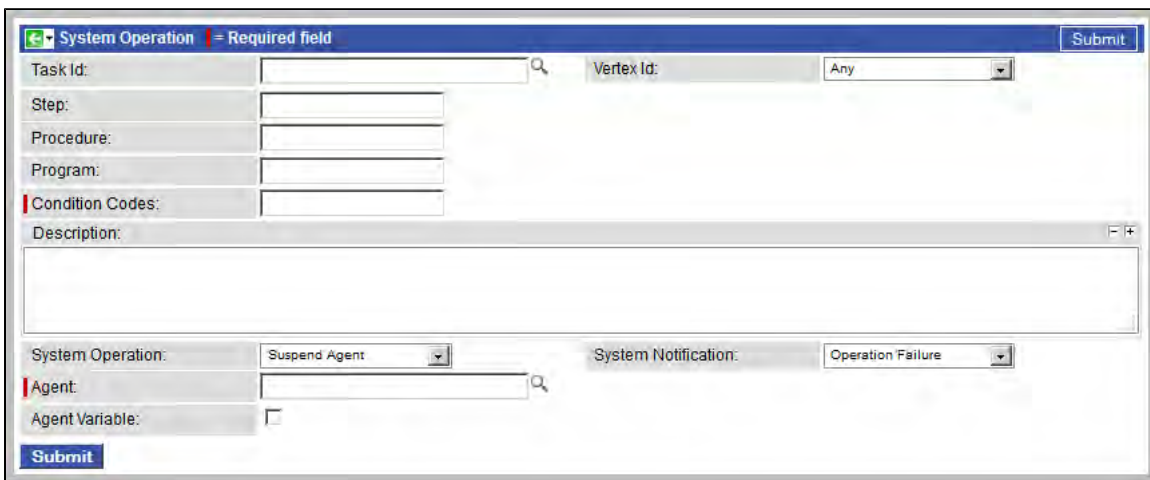 System Operation = Required field Submit
Task Id: Vertex Id: Any
Step:
Procedure:
Program:
Condition Codes:
Description:
System Operation: Suspend Agent System Notification: Operation Failure
Agent:
Agent Variable:
Submit